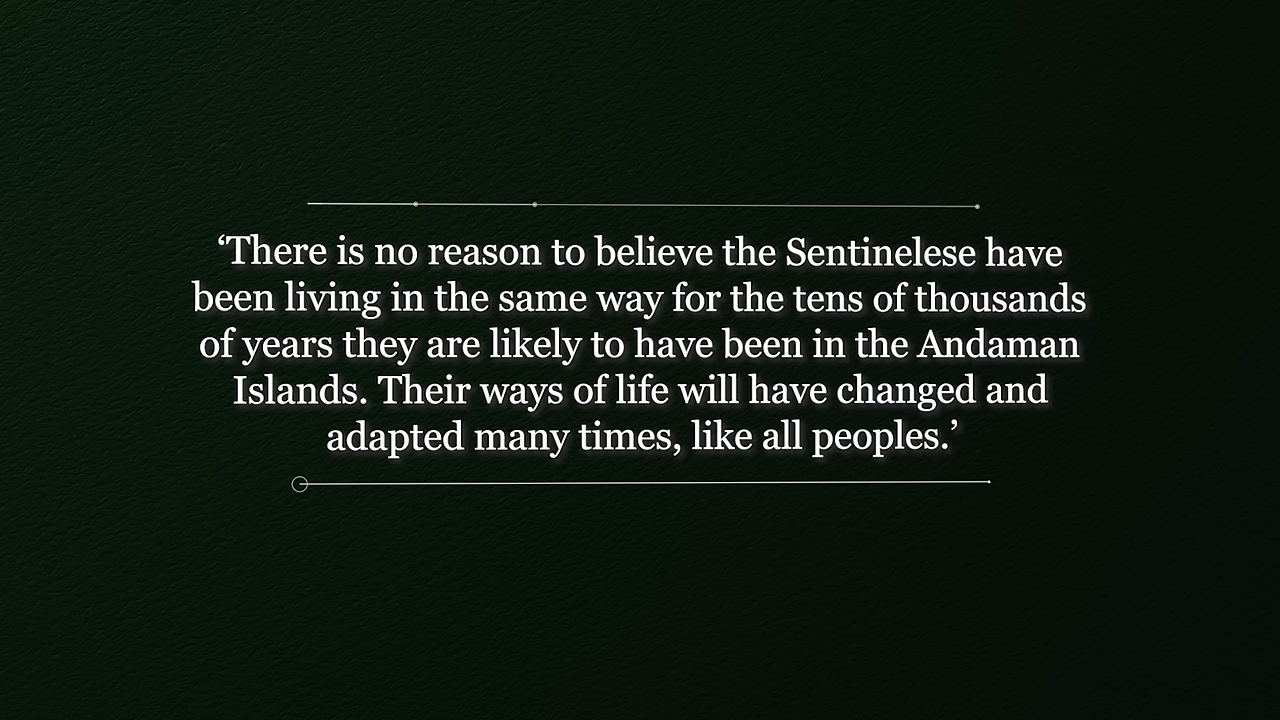 ‘There is no reason to believe the Sentinelese have
been living in the same way for the tens of thousands
of years they are likely to have been in the Andaman
Islands. Their ways of life will have changed and
adapted many times, like all peoples.’